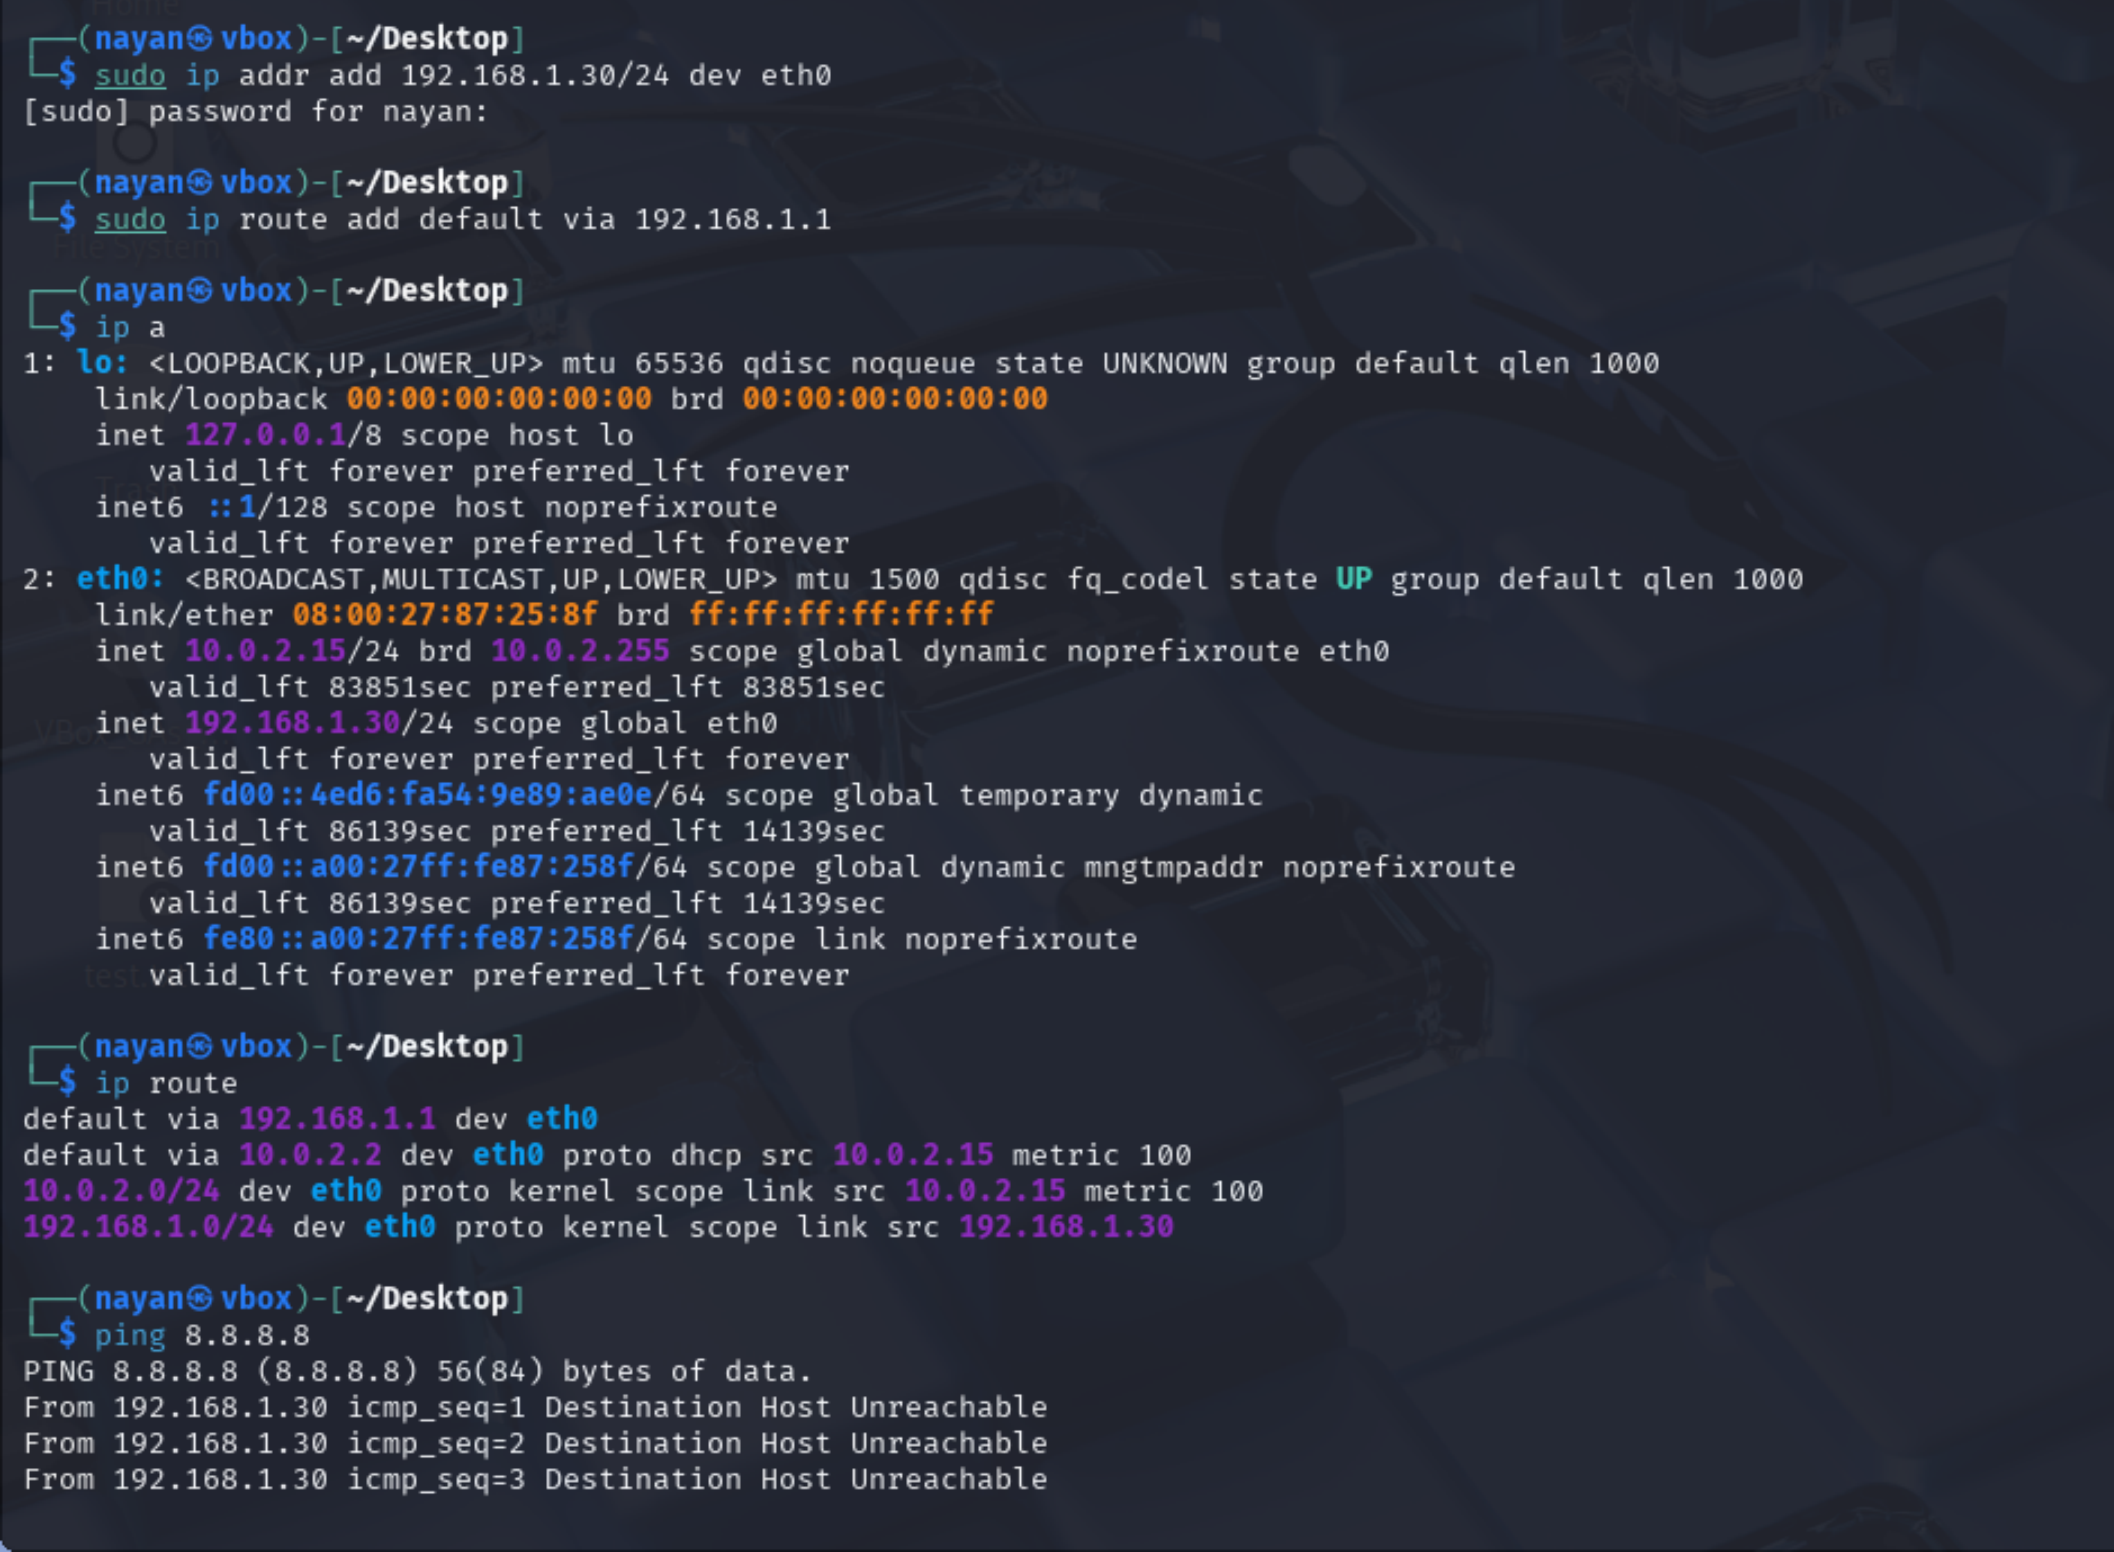 Home
┌──(nayan㉿vbox)-[~/Desktop]
└─$ sudo ip addr add 192.168.1.30/24 dev eth0
[sudo] password for nayan:
┌──(nayan㉿vbox)-[~/Desktop]
└─$ sudo ip route add default via 192.168.1.1
File System
┌──(nayan㉿vbox)-[~/Desktop]
└─$ ip a
1: lo: <LOOPBACK,UP,LOWER_UP> mtu 65536 qdisc noqueue state UNKNOWN group default qlen 1000
    link/loopback 00:00:00:00:00:00 brd 00:00:00:00:00:00
    inet 127.0.0.1/8 scope host lo
       valid_lft forever preferred_lft forever
    inet6 ::1/128 scope host noprefixroute
       valid_lft forever preferred_lft forever
2: eth0: <BROADCAST,MULTICAST,UP,LOWER_UP> mtu 1500 qdisc fq_codel state UP group default qlen 1000
    link/ether 08:00:27:87:25:8f brd ff:ff:ff:ff:ff:ff
    inet 10.0.2.15/24 brd 10.0.2.255 scope global dynamic noprefixroute eth0
       valid_lft 83851sec preferred_lft 83851sec
    inet 192.168.1.30/24 scope global eth0
       valid_lft forever preferred_lft forever
    inet6 fd00::4ed6:fa54:9e89:ae0e/64 scope global temporary dynamic
       valid_lft 86139sec preferred_lft 14139sec
    inet6 fd00::a00:27ff:fe87:258f/64 scope global dynamic mngtmpaddr noprefixroute
       valid_lft 86139sec preferred_lft 14139sec
    inet6 fe80::a00:27ff:fe87:258f/64 scope link noprefixroute
       valid_lft forever preferred_lft forever
┌──(nayan㉿vbox)-[~/Desktop]
└─$ ip route
default via 192.168.1.1 dev eth0
default via 10.0.2.2 dev eth0 proto dhcp src 10.0.2.15 metric 100
10.0.2.0/24 dev eth0 proto kernel scope link src 10.0.2.15 metric 100
192.168.1.0/24 dev eth0 proto kernel scope link src 192.168.1.30
┌──(nayan㉿vbox)-[~/Desktop]
└─$ ping 8.8.8.8
PING 8.8.8.8 (8.8.8.8) 56(84) bytes of data.
From 192.168.1.30 icmp_seq=1 Destination Host Unreachable
From 192.168.1.30 icmp_seq=2 Destination Host Unreachable
From 192.168.1.30 icmp_seq=3 Destination Host Unreachable